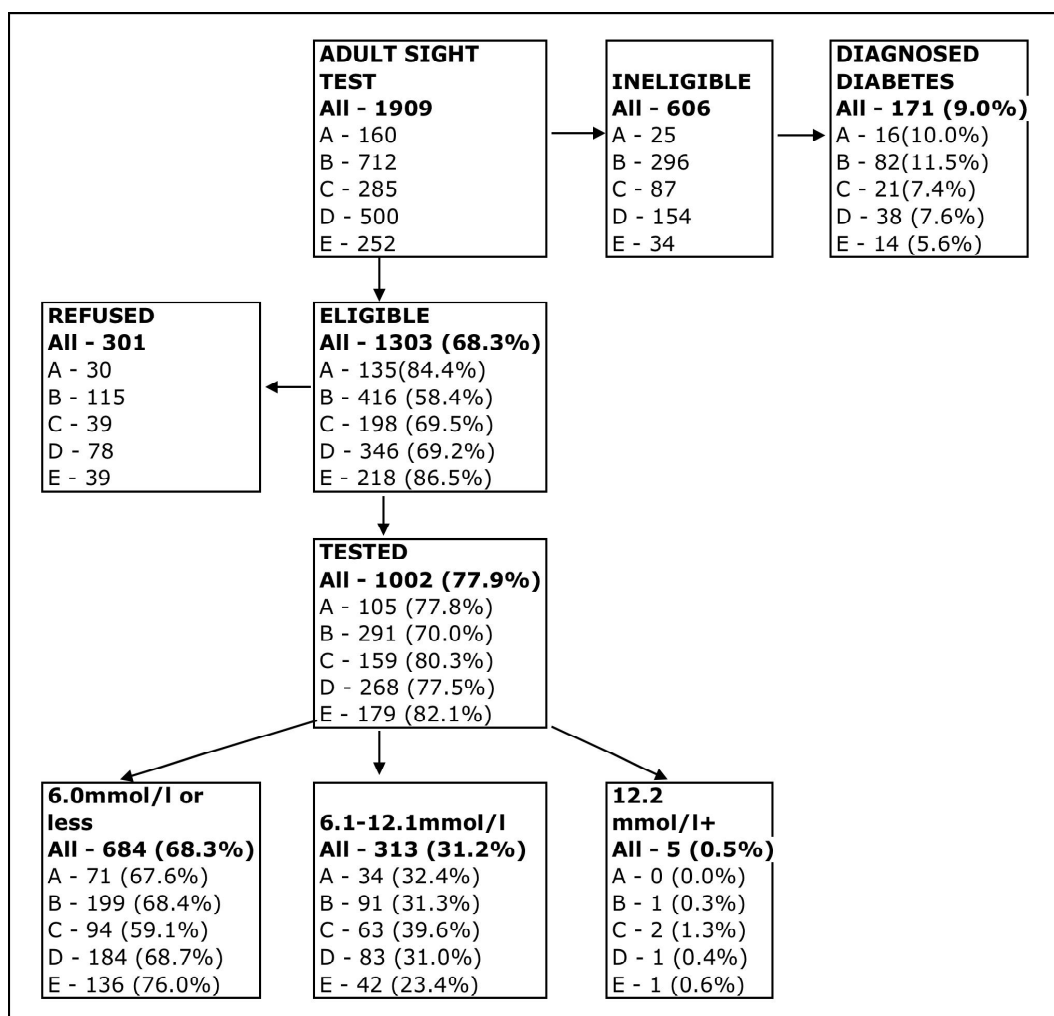 ADULT SIGHT
TEST
All - 1909
A - 160
B - 712
C - 285
D - 500
E - 252
INELIGIBLE
All - 606
A - 25
B - 296
C - 87
D - 154
E - 34
DIAGNOSED
DIABETES
All - 171 (9.0%)
A - 16(10.0%)
B - 82(11.5%)
C - 21(7.4%)
D - 38 (7.6%)
E - 14 (5.6%)
REFUSED
All - 301
A - 30
B - 115
C - 39
D - 78
E - 39
ELIGIBLE
All - 1303 (68.3%)
A - 135(84.4%)
B - 416 (58.4%)
C - 198 (69.5%)
D - 346 (69.2%)
E - 218 (86.5%)
TESTED
All - 1002 (77.9%)
A - 105 (77.8%)
B - 291 (70.0%)
C - 159 (80.3%)
D - 268 (77.5%)
E - 179 (82.1%)
6.0mmol/l or
less
All - 684 (68.3%)
A - 71 (67.6%)
B - 199 (68.4%)
C - 94 (59.1%)
D - 184 (68.7%)
E - 136 (76.0%)
6.1-12.1mmol/l
All - 313 (31.2%)
A - 34 (32.4%)
B - 91 (31.3%)
C - 63 (39.6%)
D - 83 (31.0%)
E - 42 (23.4%)
12.2
mmol/l+
All - 5 (0.5%)
A - 0 (0.0%)
B - 1 (0.3%)
C - 2 (1.3%)
D - 1 (0.4%)
E - 1 (0.6%)